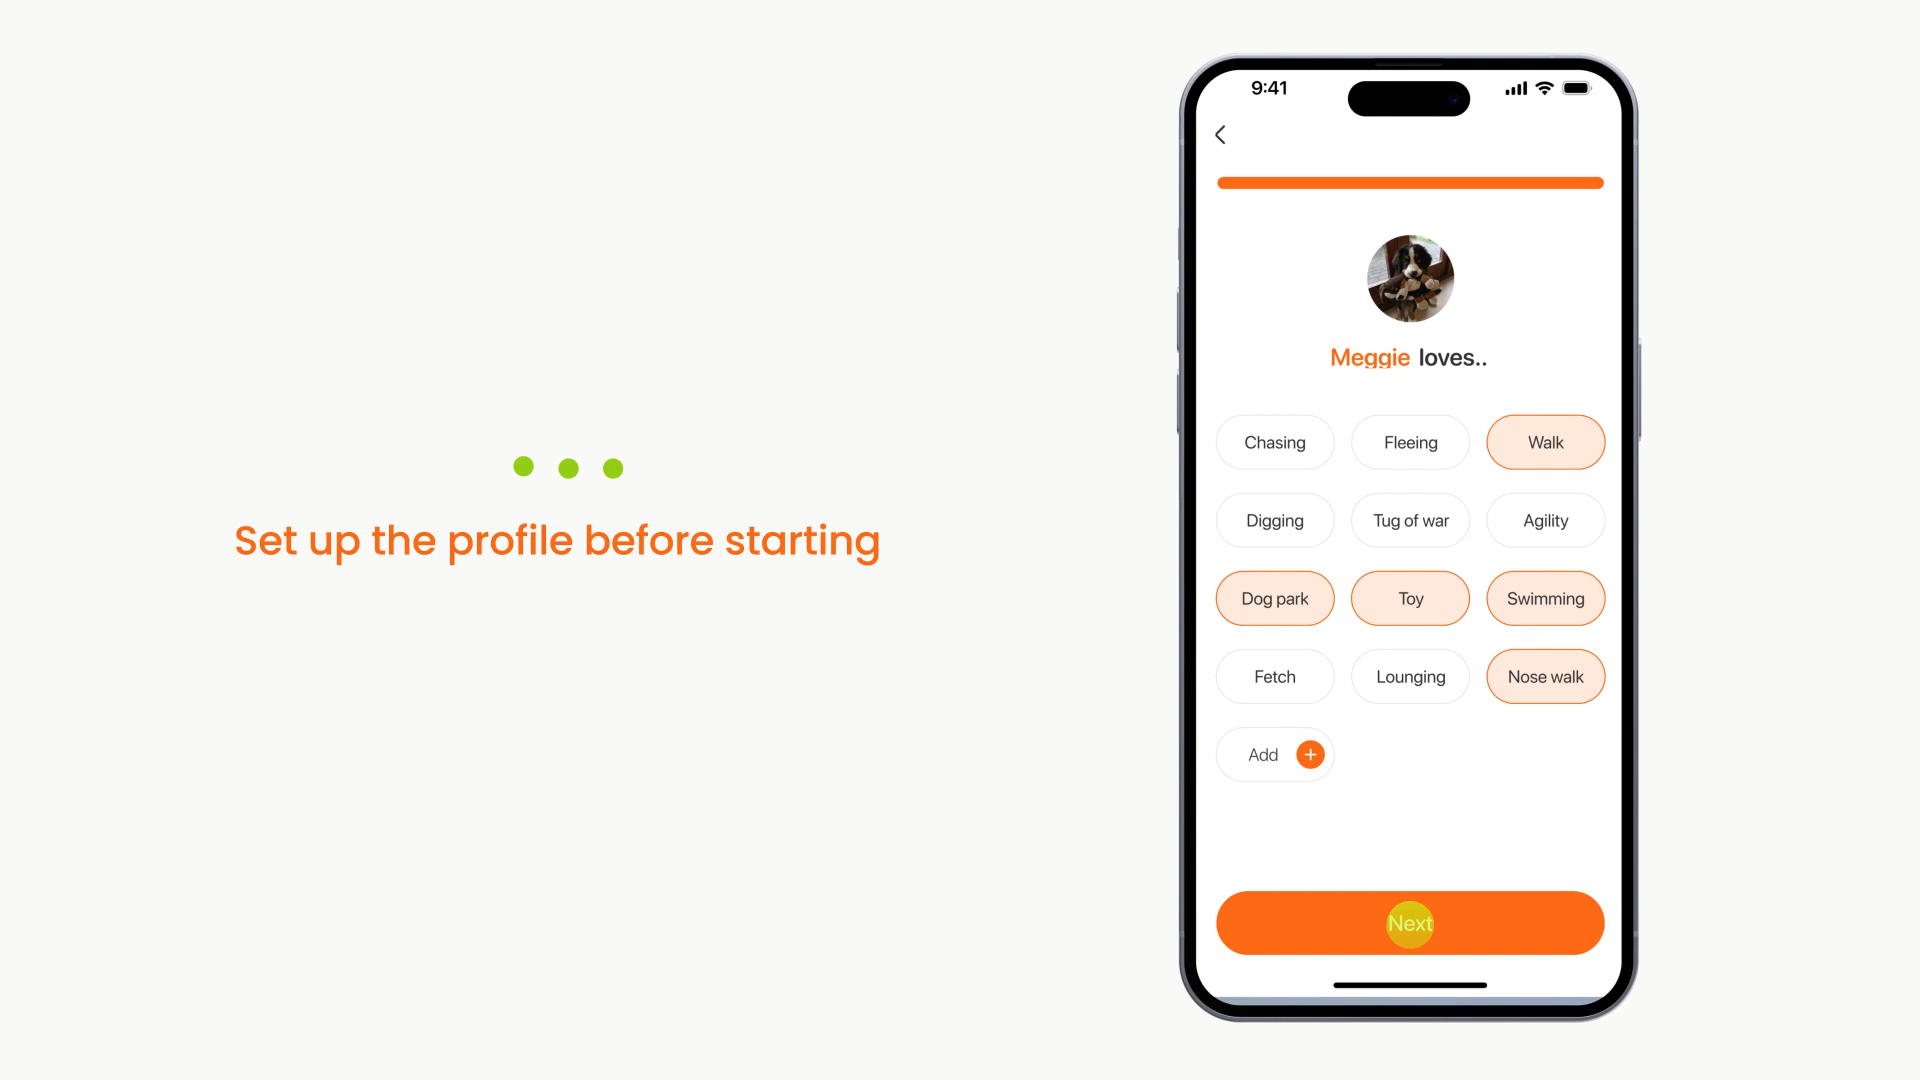 Set up the profile before starting
9:41
Meggie loves..
Chasing
Fleeing
Walk
Digging
Tug of war
Agility
Dog park
Toy
Swimming
Fetch
Lounging
Nose walk
Add +
Next